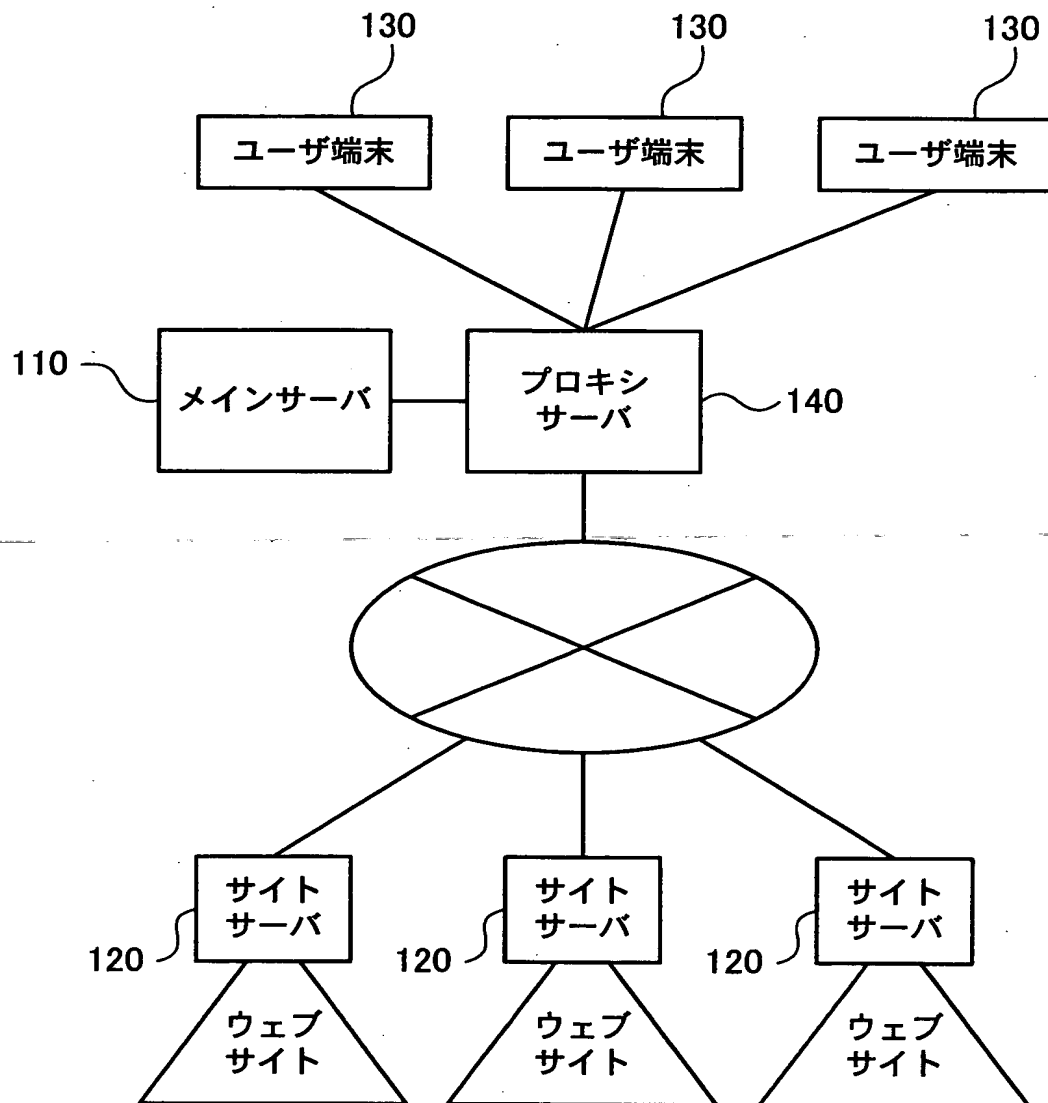 130
130
130
ユーザ端末
ユーザ端末
ユーザ端末
110
メインサーバ
プロキシ
サーバ
140
サイト
サーバ
120
サイト
サーバ
120
サイト
サーバ
120
ウェブ
サイト
ウェブ
サイト
ウェブ
サイト